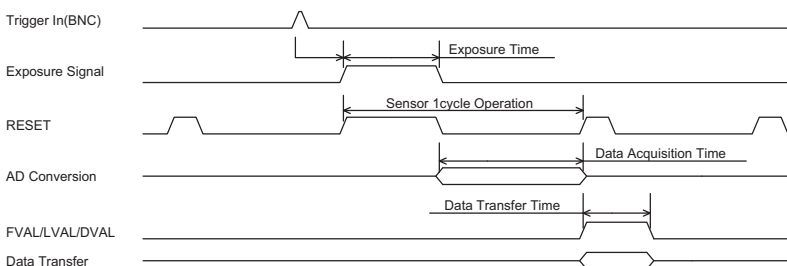 Trigger In(BNC)
Exposure Time
Exposure Signal
Sensor 1cycle Operation
RESET
Data Acquisition Time
AD Conversion
Data Transfer Time
FVAL/LVAL/DVAL
Data Transfer